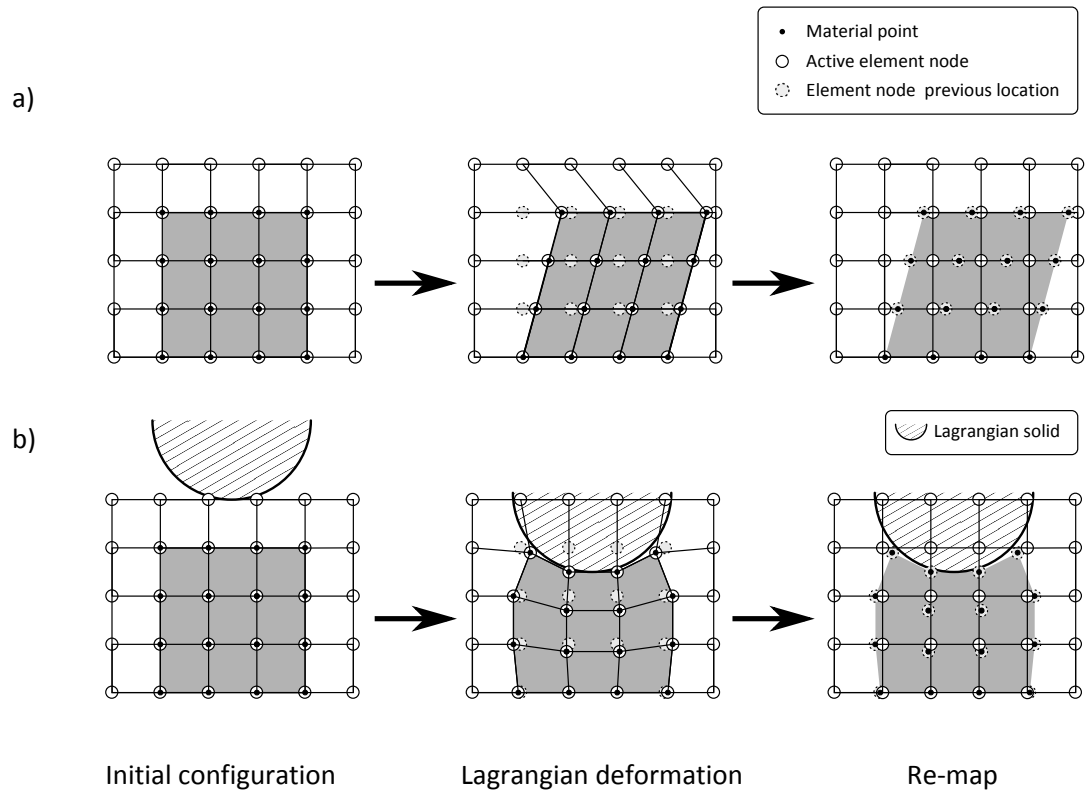 Material point
Active element node
Element node previous location
a)
b)
Lagrangian solid
Initial configuration
Lagrangian deformation
Re-map